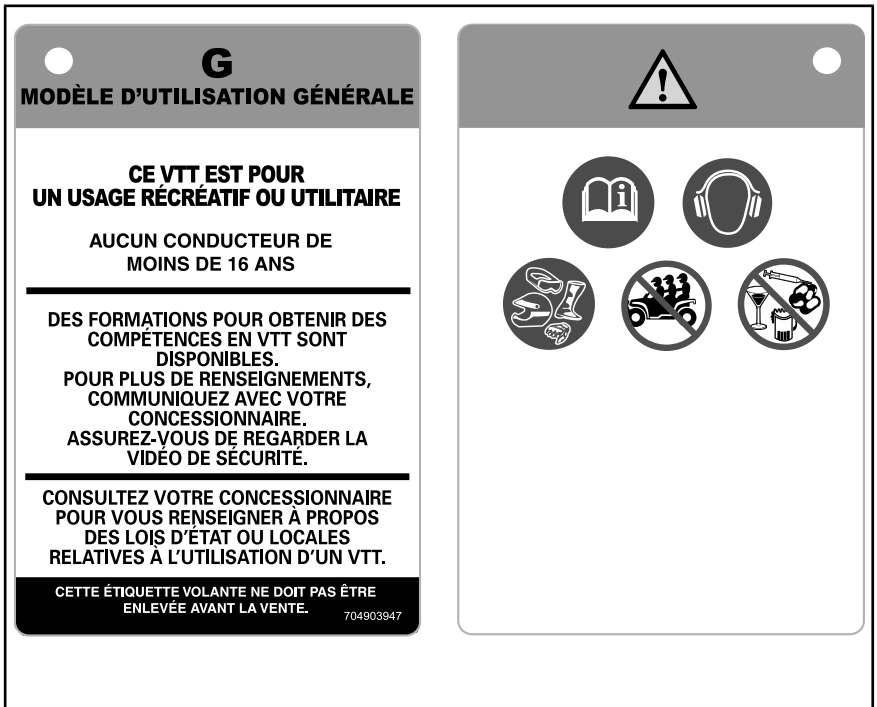 G
MODÈLE D'UTILISATION GÉNÉRALE
CE VTT EST POUR
UN USAGE RÉCRÉATIF OU UTILITAIRE
AUCUN CONDUCTEUR DE
MOINS DE 16 ANS
DES FORMATIONS POUR OBTENIR DES
COMPÉTENCES EN VTT SONT
DISPONIBLES.
POUR PLUS DE RENSEIGNEMENTS,
COMMUNIQUEZ AVEC VOTRE
CONCESSIONNAIRE.
ASSUREZ-VOUS DE REGARDER LA
VIDÉO DE SÉCURITÉ.
CONSULTEZ VOTRE CONCESSIONNAIRE
POUR VOUS RENSEIGNER À PROPOS
DES LOIS D'ÉTAT OU LOCALES
RELATIVES À L'UTILISATION D'UN VTT.
CETTE ÉTIQUETTE VOLANTE NE DOIT PAS ÊTRE
ENLEVÉE AVANT LA VENTE.
704903947